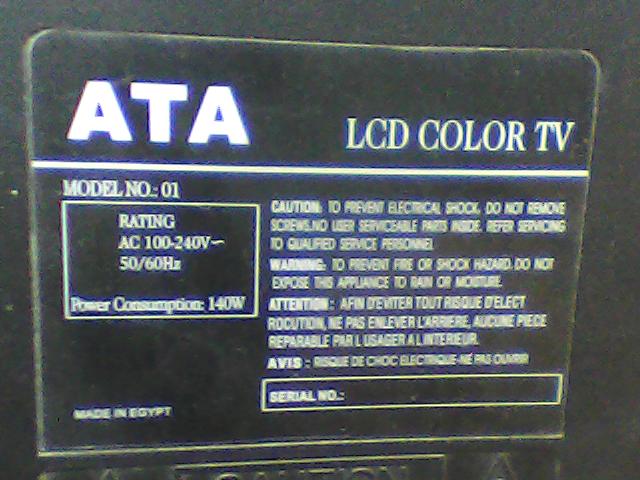 ATA
LCD COLOR TV
MODEL NO.: 01
RATING
AC 100-240V~
50/60Hz
Power Consumption: 140W
CAUTION: TO PREVENT ELECTRICAL SHOCK, DO NOT REMOVE
SCREWS.NO USER SERVICEABLE PARTS INSIDE. REFER SERVICING
TO QUALIFIED SERVICE PERSONNEL
WARNING: TO PREVENT FIRE OR SHOCK HAZARD.DO NOT
EXPOSE THIS APPLIANCE TO RAIN OR MOITURE.
ATTENTION: AFIN D'EVITER TOUT RISQUE D'ELECT
ROCUTION, NE PAS ENLEVER L'ARRIERE, AUCUNE PIECE
REPARABLE PAR L USAGER A L INTERIEUR.
AVIS: RISQUE DE CHOC ELECTRIQUE-NE PAS OUVRIR
SERIAL NO.:
MADE IN EGYPT
CAUTION